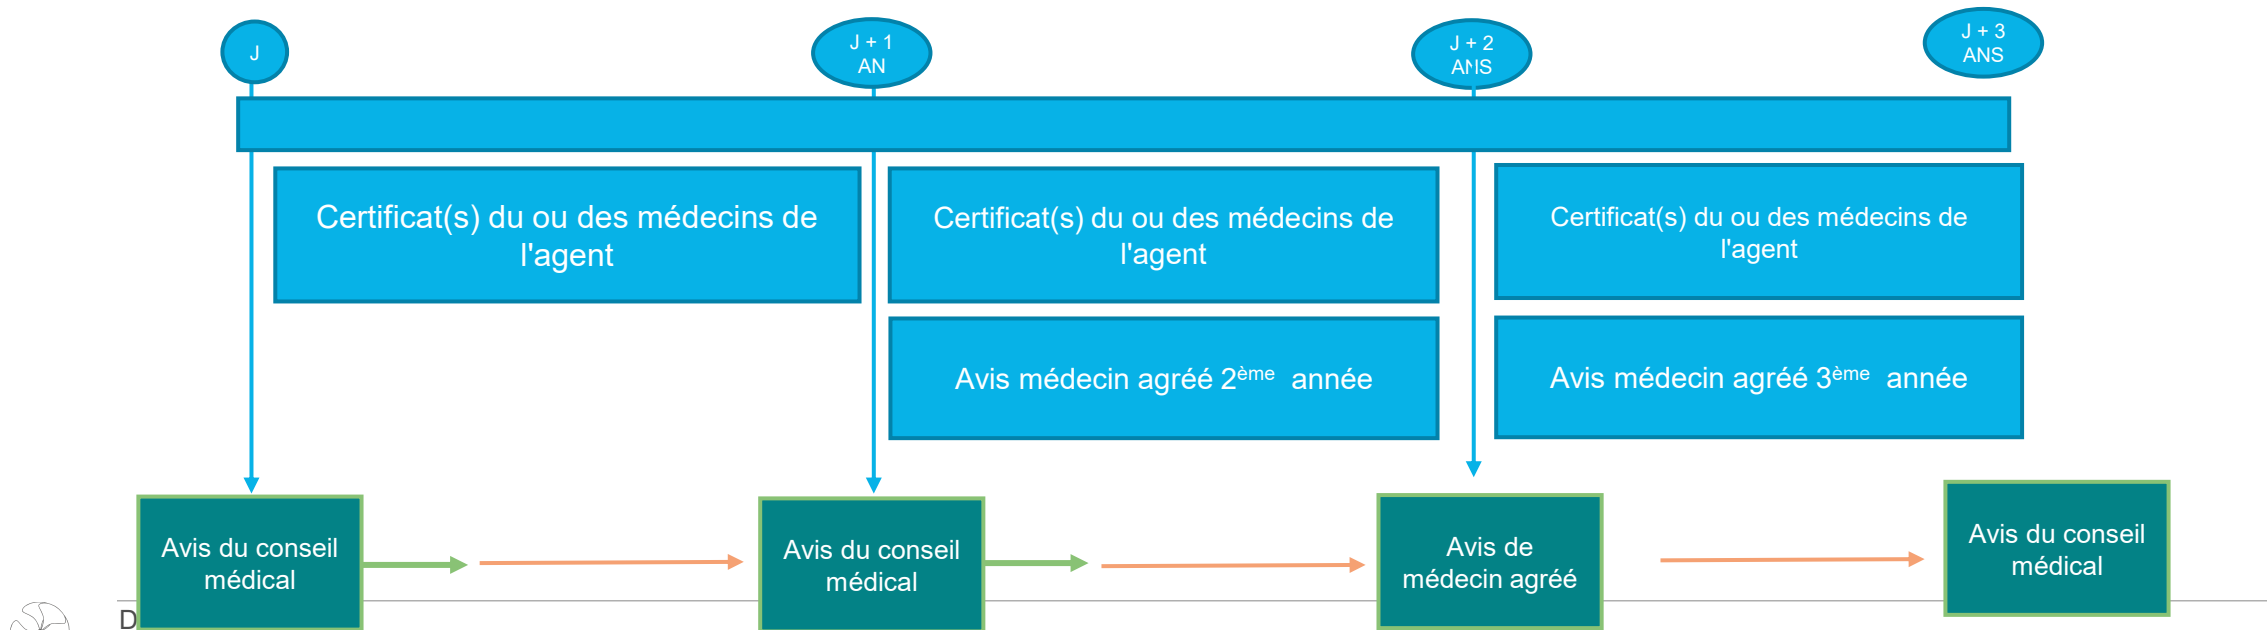 J
J + 1
AN
J + 2
ANS
J + 3
ANS
Certificat(s) du ou des médecins de
l'agent
Certificat(s) du ou des médecins de
l'agent
Certificat(s) du ou des médecins de
l'agent
Avis médecin agréé 2ème année
Avis médecin agréé 3ème année
Avis du conseil
médical
Avis du conseil
médical
Avis de
médecin agréé
Avis du conseil
médical
D